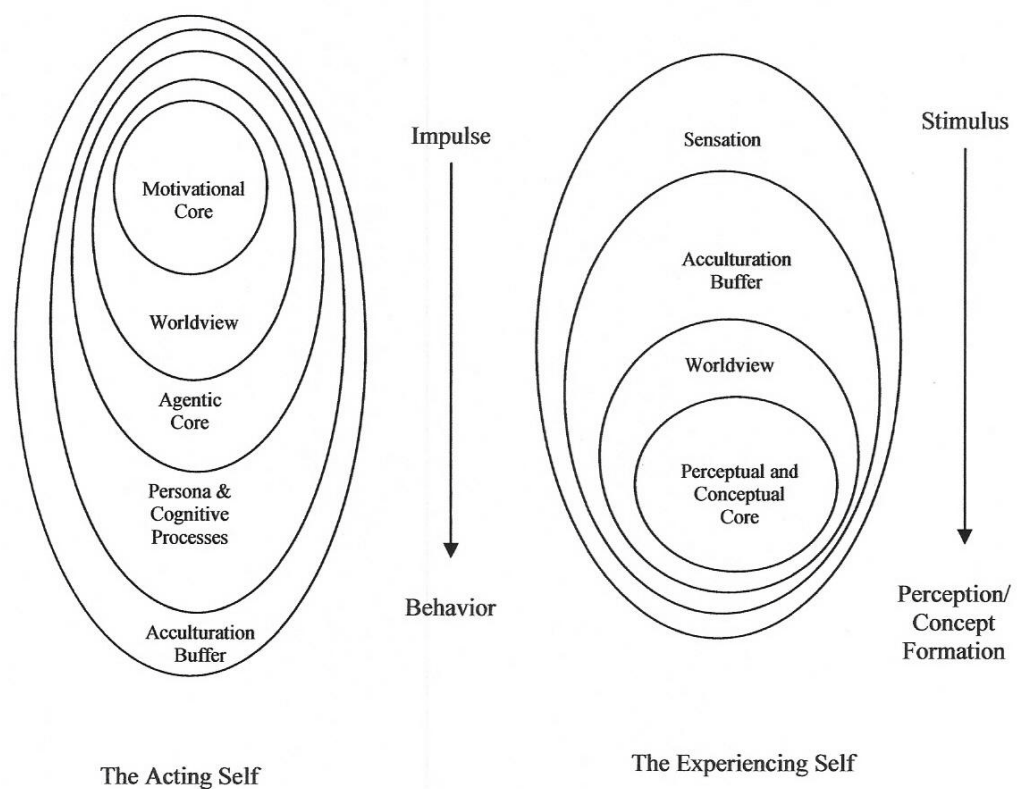 Motivational
Core
Worldview
Agentic
Core
Persona &
Cognitive
Processes
Acculturation
Buffer
The Acting Self
Impulse
Behavior
Sensation
Acculturation
Buffer
Worldview
Perceptual and
Conceptual
Core
The Experiencing Self
Stimulus
Perception/
Concept
Formation